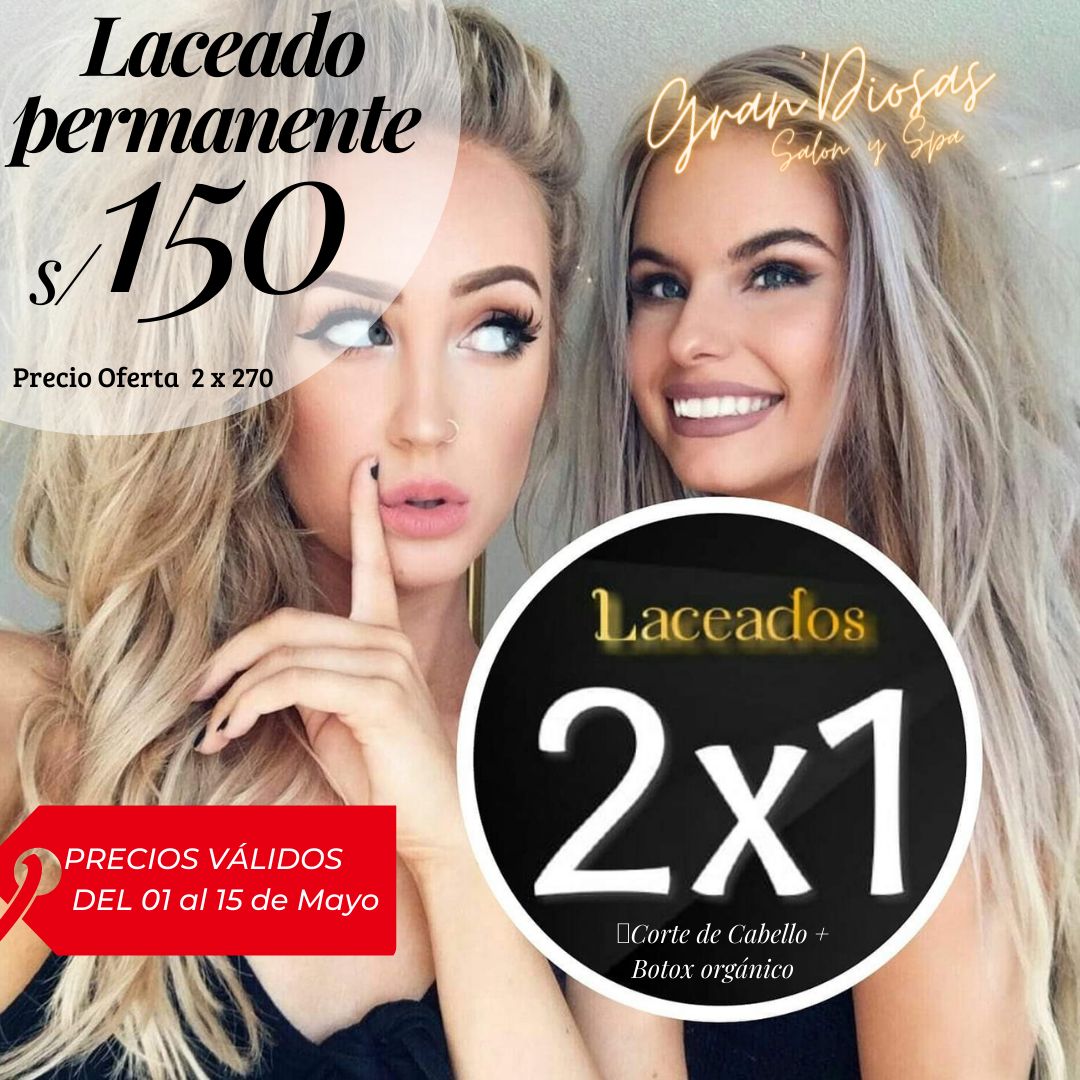 Laceado
permanente
s/150
Precio Oferta 2 x 270
Gran'Diosas
Salon y Spa
Laceados
2x1
Corte de Cabello +
Botox orgánico
PRECIOS VÁLIDOS
DEL 01 al 15 de Mayo